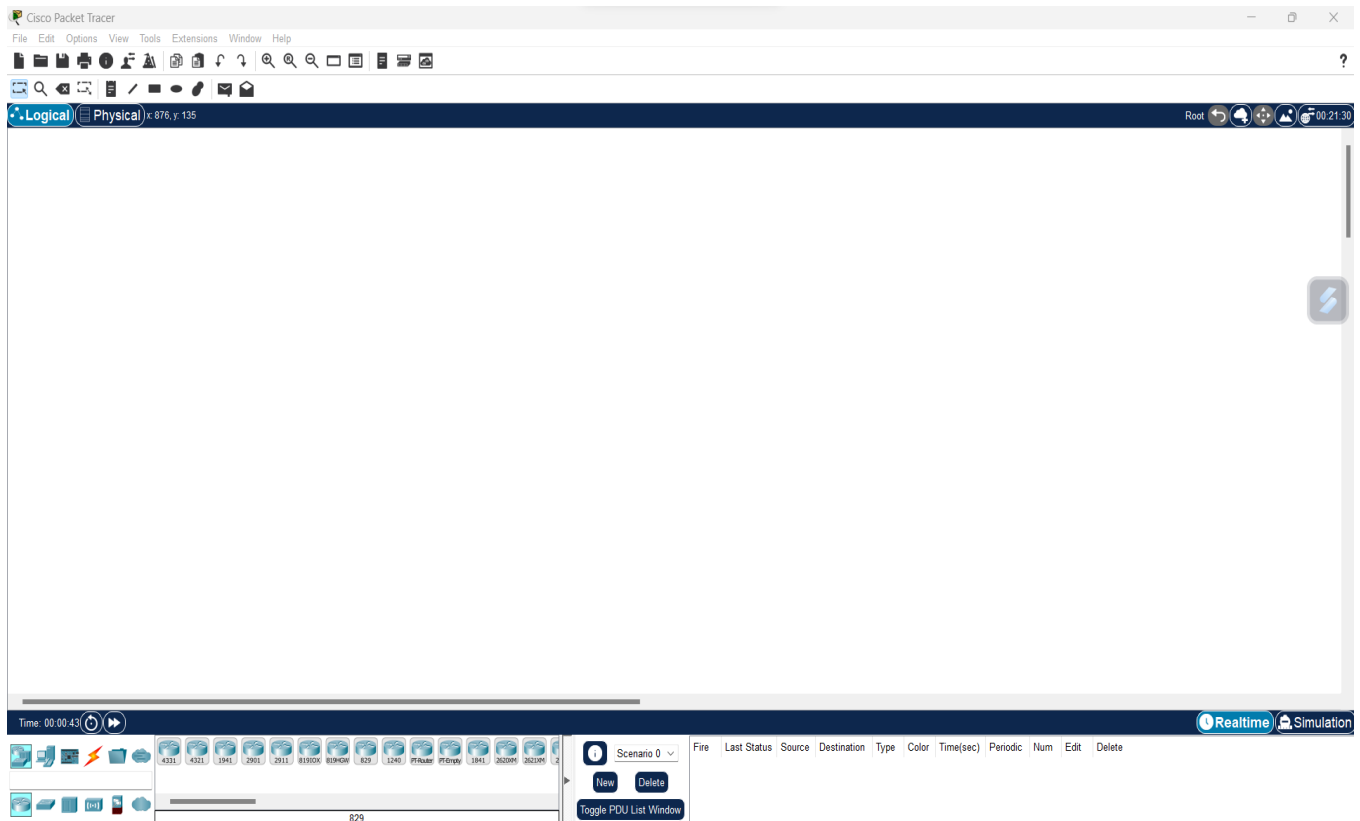 Cisco Packet Tracer
File Edit Options View Tools Extensions Window Help
?
Logical Physical x: 876, y: 135 Root 00:21:30
Time: 00:00:43 Realtime Simulation
4331 4321 1941 2901 2911 819IOX 819HGW 829 1240 PT-Router PT-Empty 1841 2620XM 2621XM 2
Scenario 0
Fire Last Status Source Destination Type Color Time(sec) Periodic Num Edit Delete
New Delete
Toggle PDU List Window
829